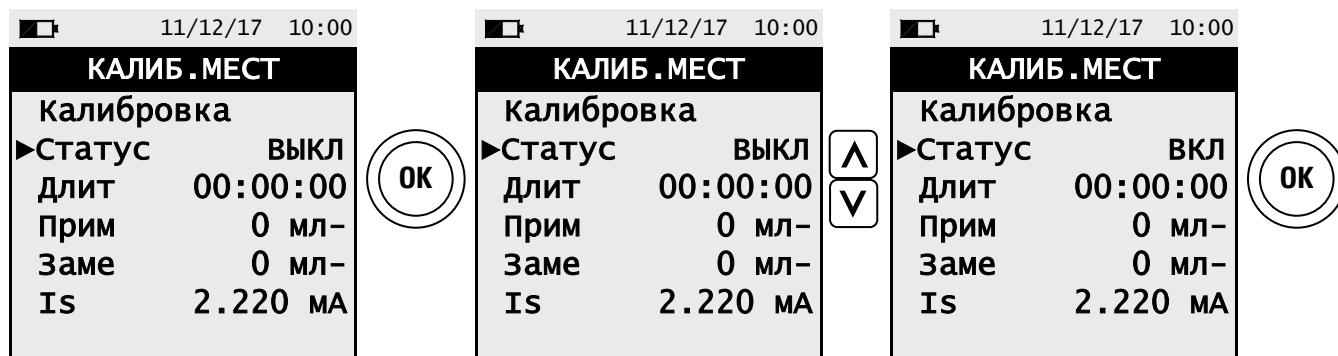 11/12/17 10:00
КАЛИБ.МЕСТ
Калибровка
▶Статус ВЫКЛ
Длит 00:00:00
Прим 0 мл-
Заме 0 мл-
Is 2.220 мА
OK
11/12/17 10:00
КАЛИБ.МЕСТ
Калибровка
▶Статус ВЫКЛ
Длит 00:00:00
Прим 0 мл-
Заме 0 мл-
Is 2.220 мА
11/12/17 10:00
КАЛИБ.МЕСТ
Калибровка
▶Статус ВКЛ
Длит 00:00:00
Прим 0 мл-
Заме 0 мл-
Is 2.220 мА
OK